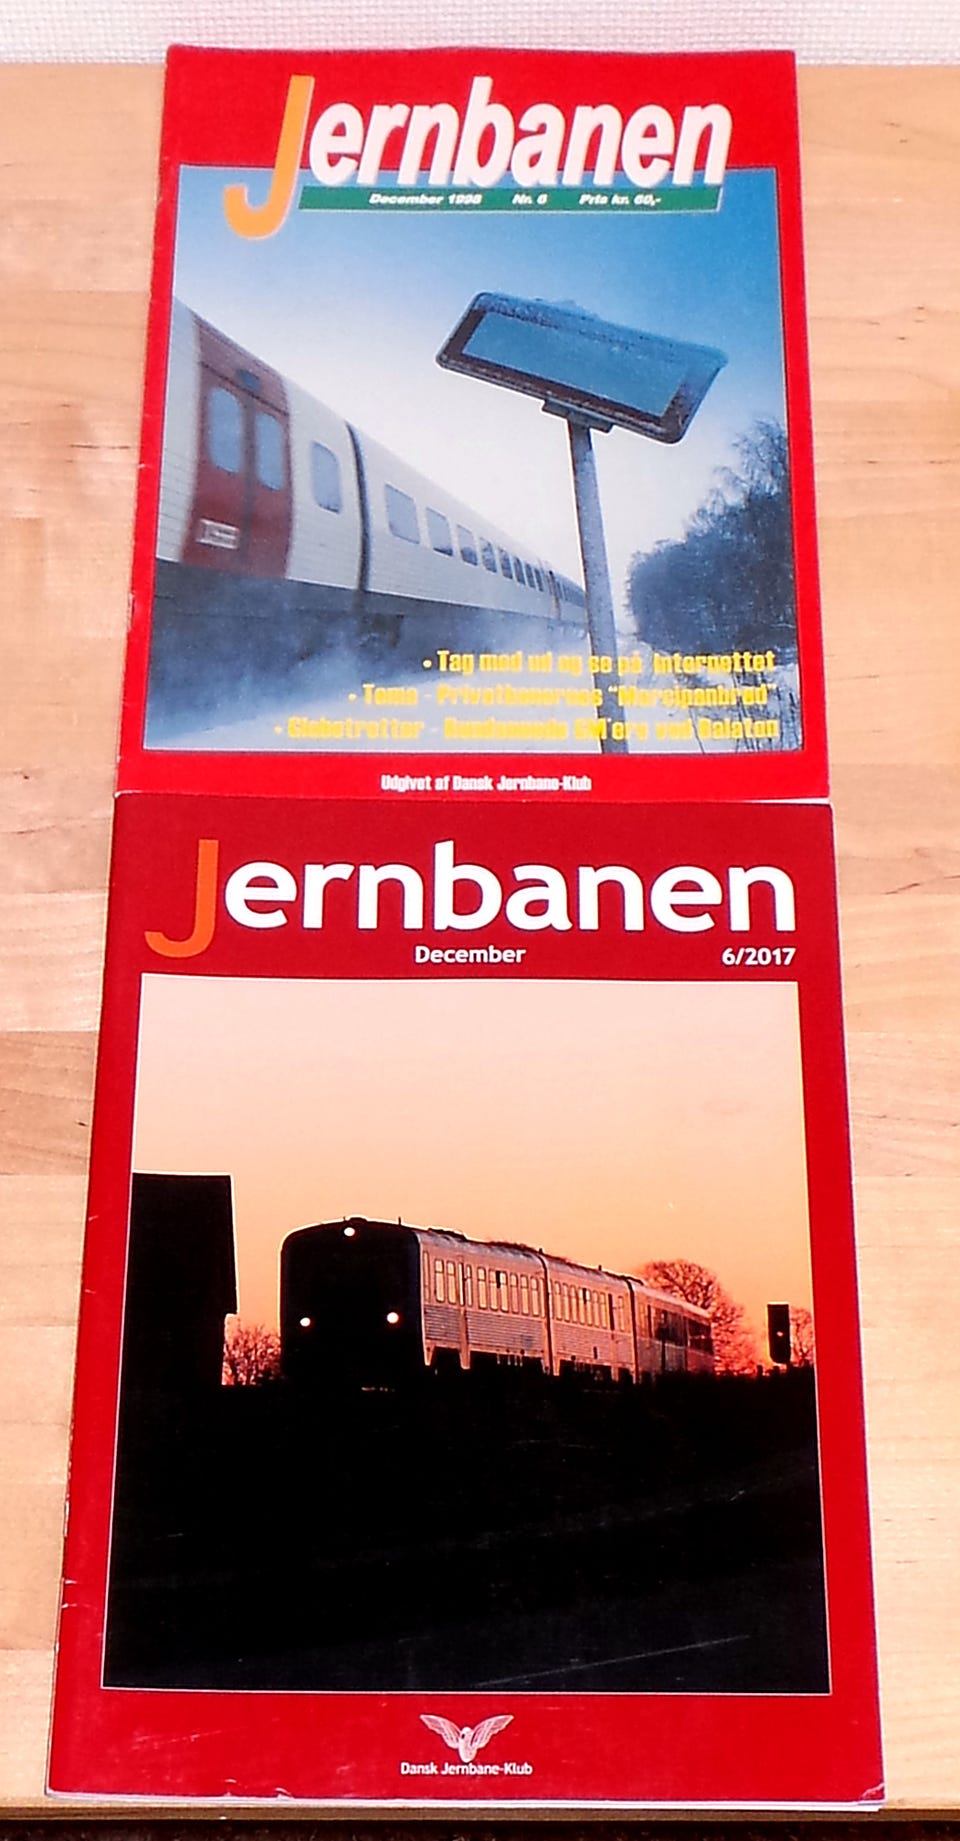 Jernbanen
December 1998 Nr. 6 Pris kr. 60,-
• Tag med ud og se på Internettet
• Tema - Privatbanernes "Marcipanbrød"
• Globetrotter - Rundsnuede GM'ere ved Balaton
Udgivet af Dansk Jernbane-Klub
Jernbanen
December 6/2017
Dansk Jernbane-Klub